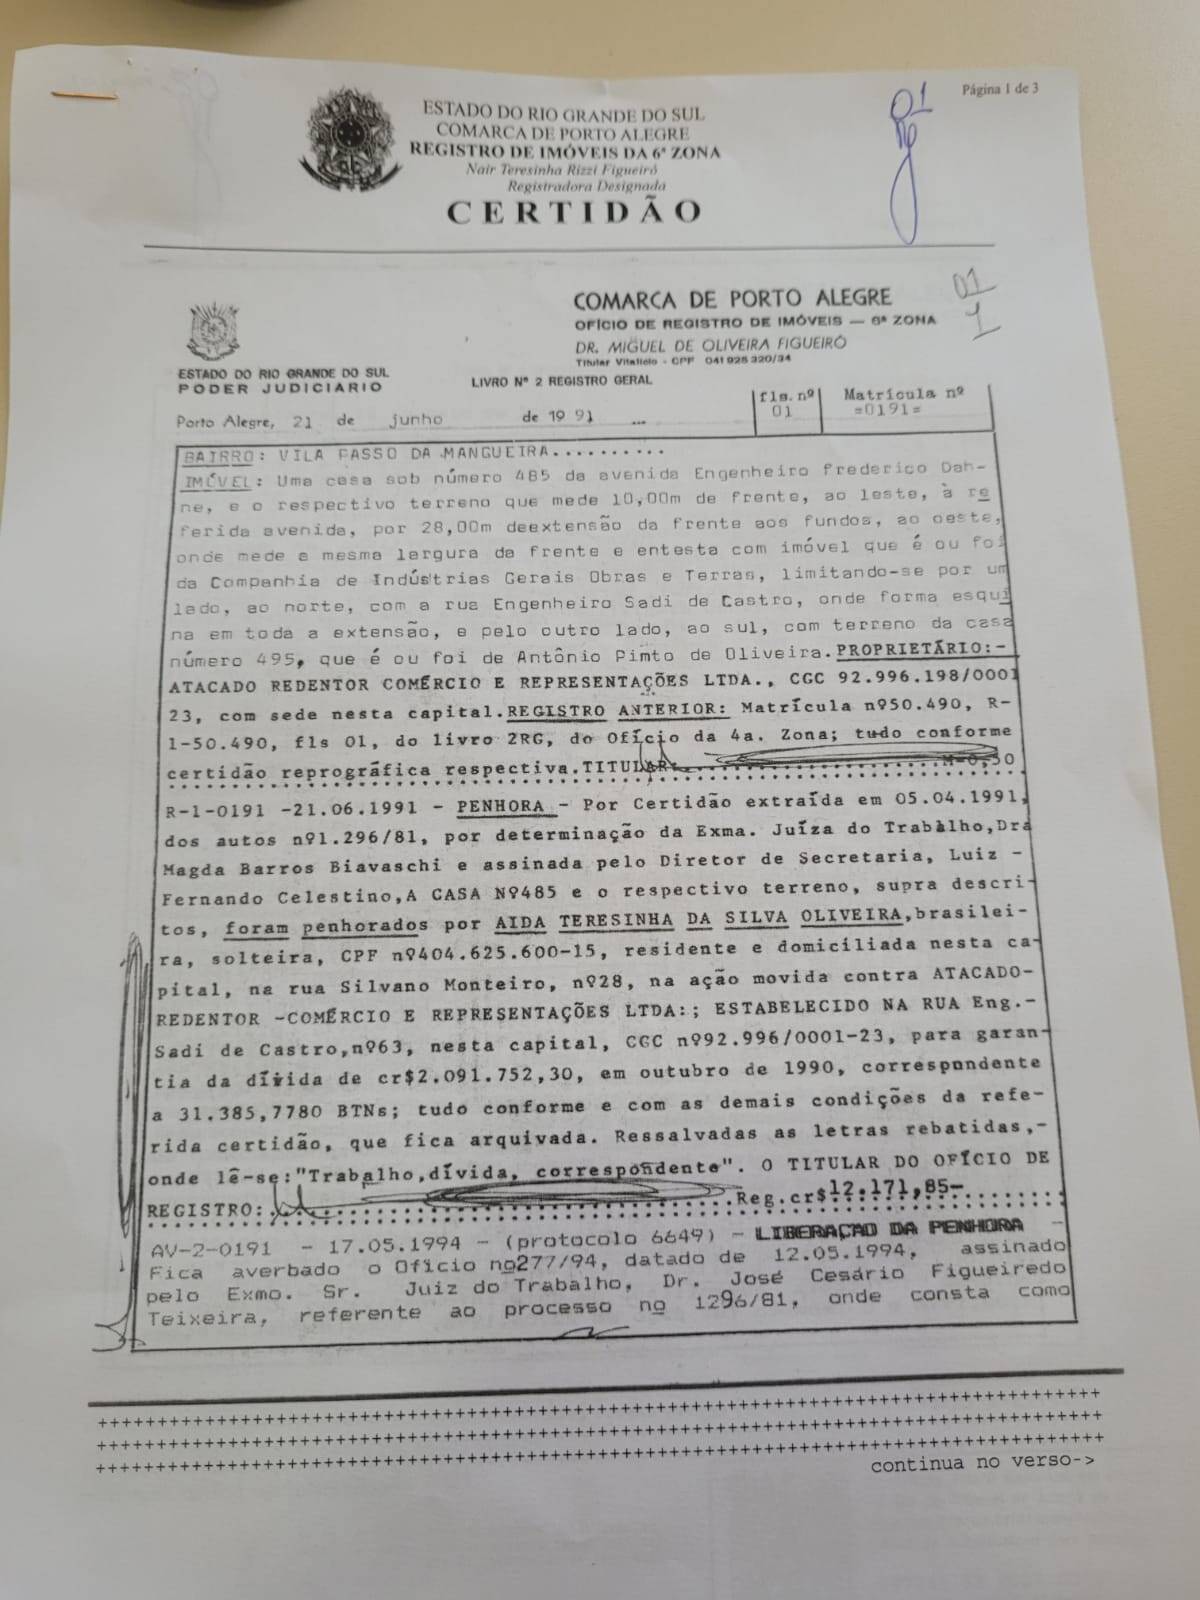 Página 1 de 3
ESTADO DO RIO GRANDE DO SUL
COMARCA DE PORTO ALEGRE
REGISTRO DE IMÓVEIS DA 6ª ZONA
Nair Teresinha Rizzi Figueiró
Registradora Designada
CERTIDÃO
01
1
COMARCA DE PORTO ALEGRE
OFÍCIO DE REGISTRO DE IMÓVEIS — 6ª ZONA
DR. MIGUEL DE OLIVEIRA FIGUEIRÓ
Titular Vitalício - CPF 041 925 320/34
ESTADO DO RIO GRANDE DO SUL
PODER JUDICIARIO
LIVRO Nº 2 REGISTRO GERAL
Porto Alegre, 21 de junho de 1991
fls. nº
01
Matrícula nº
=0191=
BAIRRO: VILA PASSO DA MANGUEIRA..........
IMÓVEL: Uma casa sob número 485 da avenida Engenheiro Frederico Dah-
ne, e o respectivo terreno que mede 10,00m de frente, ao leste, à re
ferida avenida, por 28,00m deextensão da frente aos fundos, ao oeste,
onde mede a mesma largura da frente e entesta com imóvel que é ou foi
da Companhia de Indústrias Gerais Obras e Terras, limitando-se por um
lado, ao norte, com a rua Engenheiro Sadi de Castro, onde forma esqui
na em toda a extensão, e pelo outro lado, ao sul, com terreno da casa
número 495, que é ou foi de Antônio Pinto de Oliveira. PROPRIETÁRIO:-
ATACADO REDENTOR COMÉRCIO E REPRESENTAÇÕES LTDA., CGC 92.996.198/0001
23, com sede nesta capital. REGISTRO ANTERIOR: Matrícula nº50.490, R-
1-50.490, fls 01, do livro 2RG, do Ofício da 4a. Zona; tudo conforme
certidão reprográfica respectiva. TITULAR: M-0,30
R-1-0191 -21.06.1991 - PENHORA - Por Certidão extraída em 05.04.1991,
dos autos nº1.296/81, por determinação da Exma. Juíza do Trabalho,Dra
Magda Barros Biavaschi e assinada pelo Diretor de Secretaria, Luiz -
Fernando Celestino,A CASA Nº485 e o respectivo terreno, supra descri-
tos, foram penhorados por AIDA TERESINHA DA SILVA OLIVEIRA,brasilei-
ra, solteira, CPF nº404.625.600-15, residente e domiciliada nesta ca-
pital, na rua Silvano Monteiro, nº28, na ação movida contra ATACADO-
REDENTOR -COMÉRCIO E REPRESENTAÇÕES LTDA:; ESTABELECIDO NA RUA Eng.-
Sadi de Castro,nº63, nesta capital, CGC nº92.996/0001-23, para garan-
tia da dívida de cr$2.091.752,30, em outubro de 1990, correspondente
a 31.385,7780 BTNs; tudo conforme e com as demais condições da refe-
rida certidão, que fica arquivada. Ressalvadas as letras rebatidas,-
onde lê-se:"Trabalho,dívida, correspondente". O TITULAR DO OFÍCIO DE
REGISTRO: Reg.cr$12.171,85-
AV-2-0191 - 17.05.1994 - (protocolo 6649) - LIBERAÇÃO DA PENHORA -
Fica averbado o Ofício nº277/94, datado de 12.05.1994, assinado
pelo Exmo. Sr. Juiz do Trabalho, Dr. José Cesário Figueiredo
Teixeira, referente ao processo nº 1296/81, onde consta como
continua no verso->